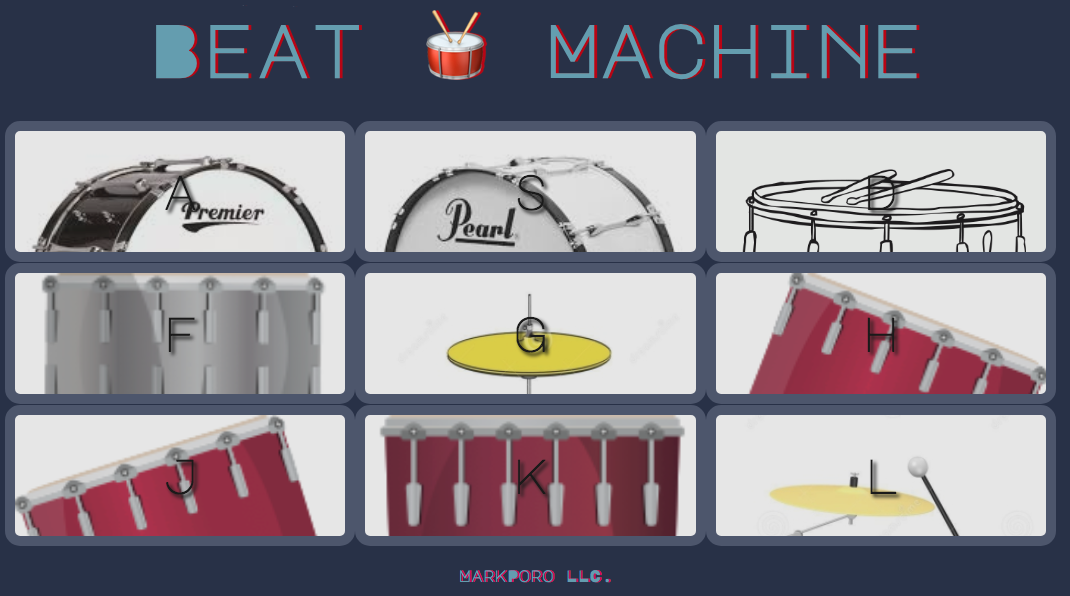 BEAT MACHINE
A S D
Premier Pearl
F G H
J K L
MARKPORO LLC.